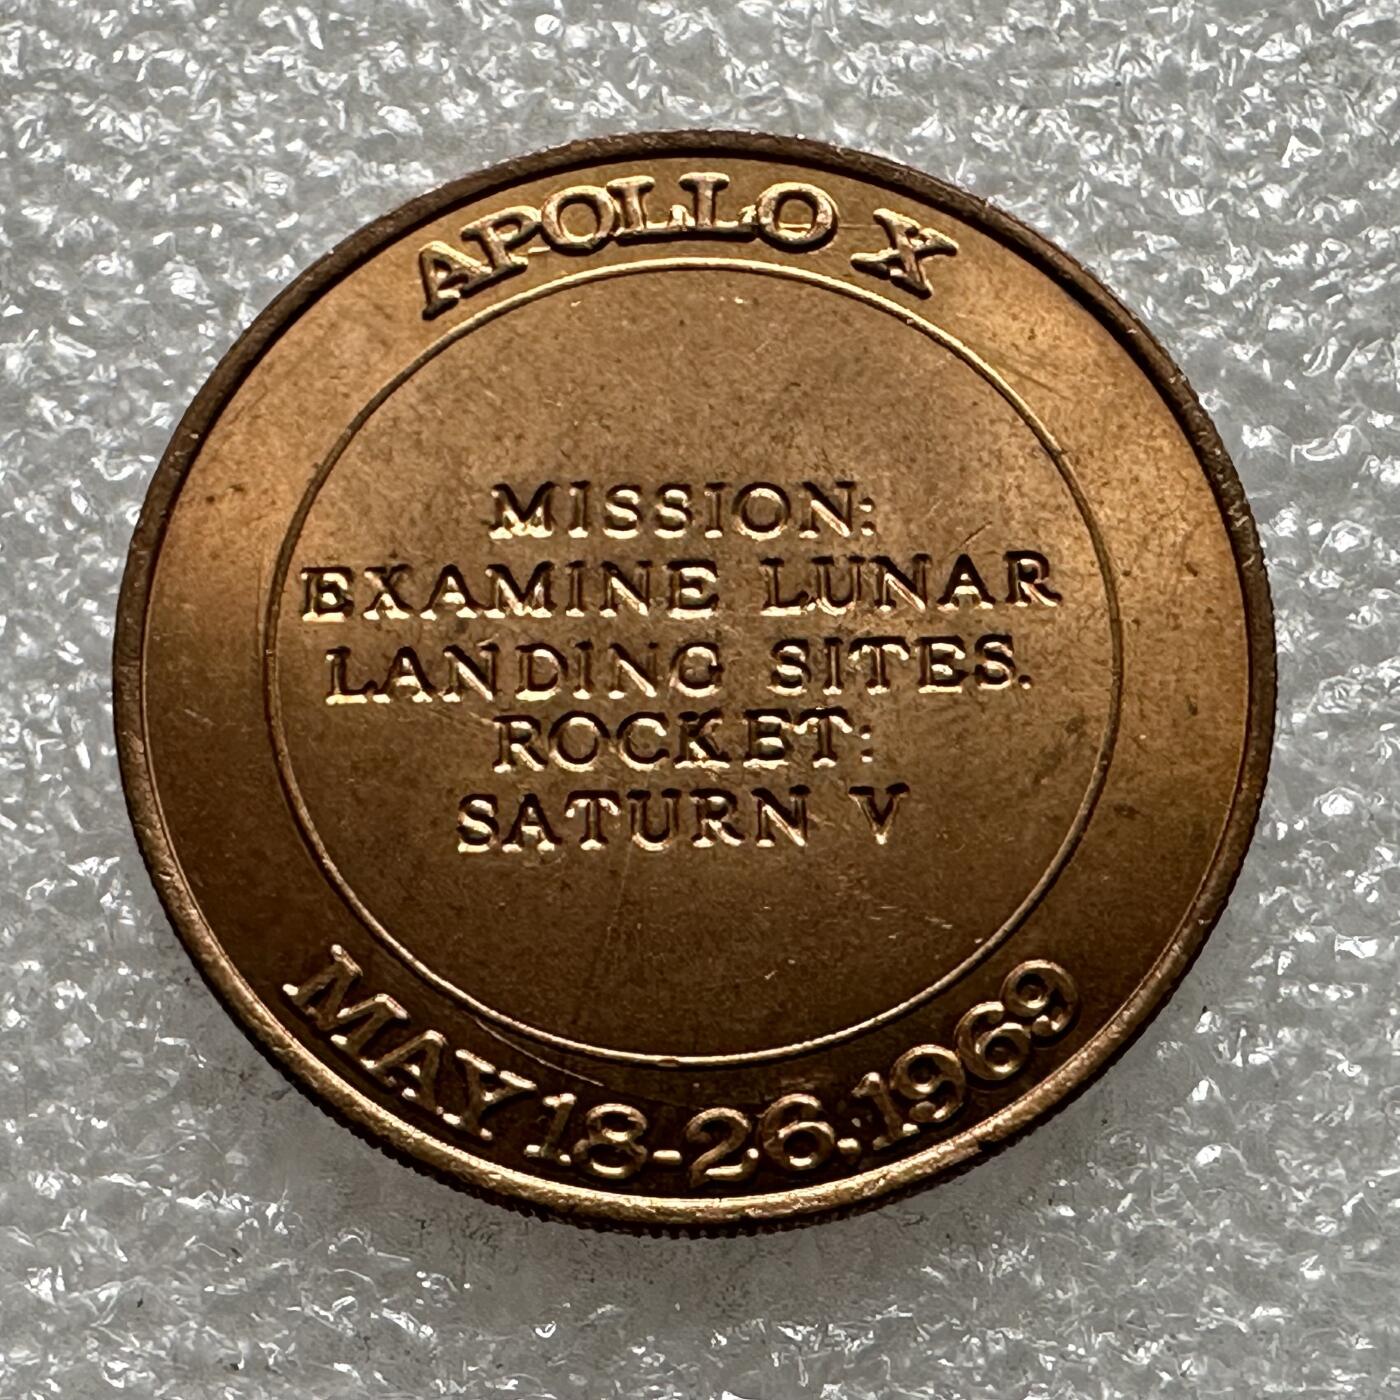 APOLLO X
MISSION:
EXAMINE LUNAR
LANDING SITES.
ROCKET:
SATURN V
MAY 18-26.1969